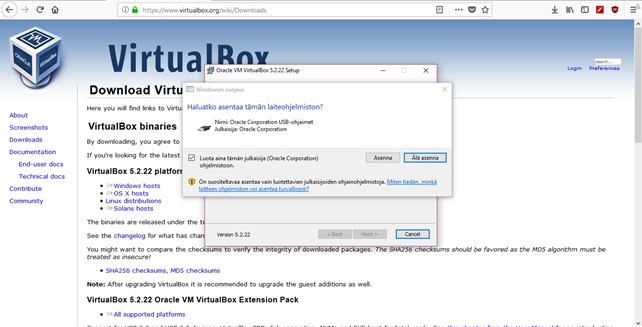 https://www.virtualbox.org/wiki/Downloads
VirtualBox
search...
Login Preferences
Download Virtu
Here you will find links to Virtu
About
Screenshots
Downloads
Documentation
End-user docs
Technical docs
Contribute
Community
VirtualBox binaries
By downloading, you agree to
If you're looking for the latest
VirtualBox 5.2.22 platform
Windows hosts
OS X hosts
Linux distributions
Solaris hosts
The binaries are released under the te
See the changelog for what has chan
You might want to compare the checksums to verify the integrity of downloaded packages. The SHA256 checksums should be favored as the MD5 algorithm must be
treated as insecure!
SHA256 checksums, MD5 checksums
Note: After upgrading VirtualBox it is recommended to upgrade the guest additions as well.
VirtualBox 5.2.22 Oracle VM VirtualBox Extension Pack
All supported platforms
Oracle VM VirtualBox 5.2.22 Setup
Windowsin suojaus
Haluatko asentaa tämän laiteohjelmiston?
Nimi: Oracle Corporation USB-ohjaimet
Julkaisija: Oracle Corporation
Luota aina tämän julkaisija (Oracle Corporation)
ohjelmistoon.
Asenna
Älä asenna
On suositeltavaa asentaa vain luotettavien julkaisijoiden ohjainohjelmistoja. Miten tiedän, minkä
laitteen ohjelmiston voi asentaa turvallisesti?
Version 5.2.22
< Back
Next >
Cancel